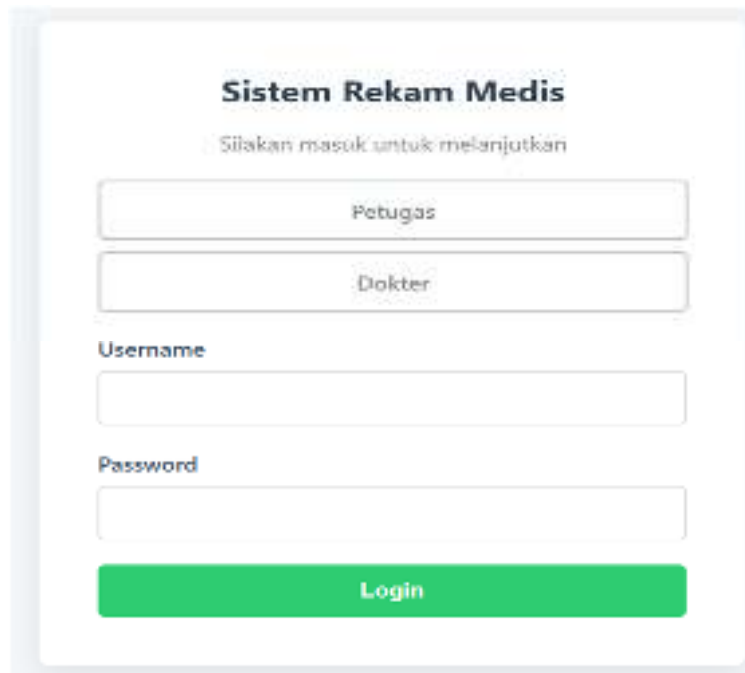 Sistem Rekam Medis
Silakan masuk untuk melanjutkan
Petugas
Dokter
Username
Password
Login